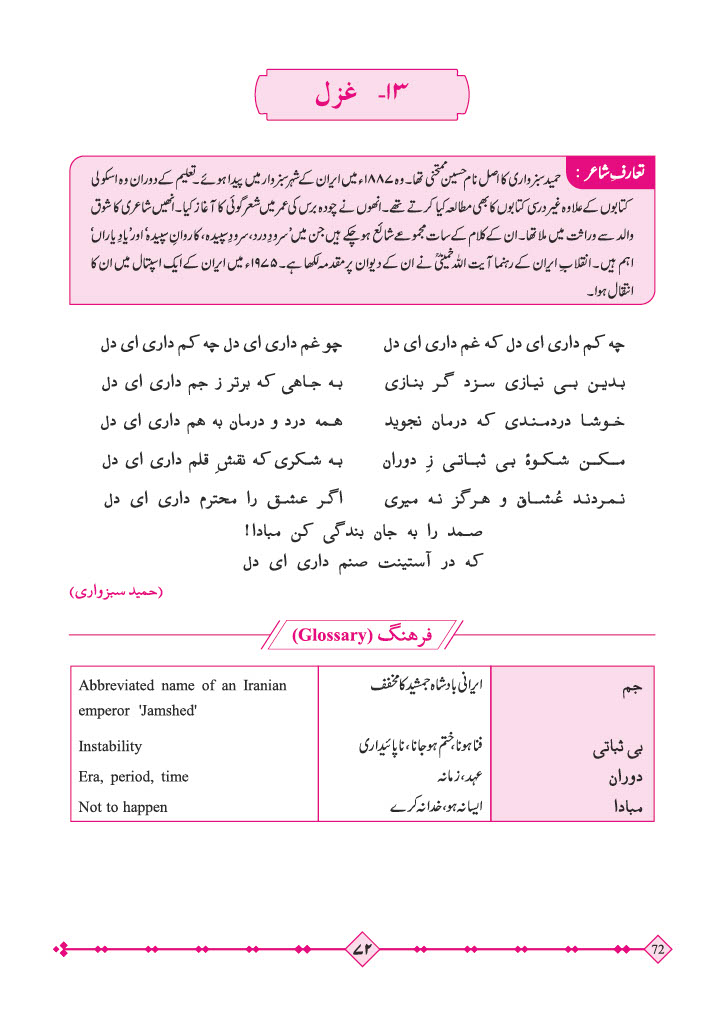 ۱۳- غزل
تعارفِ شاعر : حمید سبزواری کا اصل نام حسین ممتحنی تھا۔ وہ ۱۸۸۷ء میں ایران کے شہر سبزوار میں پیدا ہوئے۔ تعلیم کے دوران وہ اسکولی
کتابوں کے علاوہ غیر درسی کتابوں کا بھی مطالعہ کیا کرتے تھے۔ انھوں نے چودہ برس کی عمر میں شعر گوئی کا آغاز کیا۔ انھیں شاعری کا شوق
والد سے وراثت میں ملا تھا۔ ان کے کلام کے سات مجموعے شائع ہو چکے ہیں جن میں ’سرودِ درد، سرودِ سپیدہ، کاروانِ سپیدہ‘ اور ’یادِ یاراں‘
اہم ہیں۔ انقلابِ ایران کے رہنما آیت اللہ خمینیؒ نے ان کے دیوان پر مقدمہ لکھا ہے۔ ۱۹۷۵ء میں ایران کے ایک اسپتال میں ان کا
انتقال ہوا۔
چه کم داری ای دل که غم داری ای دل چو غم داری ای دل چه کم داری ای دل
بدین بی نیازی سزد گر بنازی به جاهی که برتر ز جم داری ای دل
خوشا دردمندی که درمان نجوید همه درد و درمان به هم داری ای دل
مکن شکوهٔ بی ثباتی زِ دوران به شکری که نقشِ قلم داری ای دل
نمردند عُشاق و هرگز نه میری اگر عشق را محترم داری ای دل
صمد را به جان بندگی کن مبادا!
که در آستینت صنم داری ای دل
(حمید سبزواری)
فرہنگ (Glossary)
جم ایرانی بادشاہ جمشید کا مخفف Abbreviated name of an Iranian
emperor 'Jamshed'
بی ثباتی فنا ہونا، ختم ہوجانا، ناپائیداری Instability
دوران عہد، زمانہ Era, period, time
مبادا ایسا نہ ہو، خدا نہ کرے Not to happen
۷۲
72